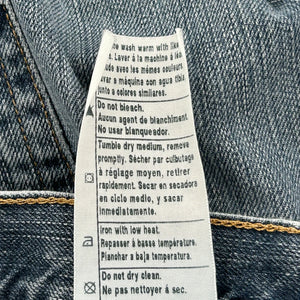 ne wash warm with like
s. Laver à la machine à l'eau
ude avec les mêmes couleurs
avar a máquina con agua tibia,
junto a colores similares.
Do not bleach.
Aucun agent de blanchiment.
No usar blanqueador.
Tumble dry medium, remove
promptly. Sécher par culbutage
à réglage moyen, retirer
rapidement. Secar en secadora
en ciclo medio, y sacar
inmediatamente.
Iron with low heat.
Repasser à basse température.
Planchar a baja temperatura.
Do not dry clean.
Ne pas nettoyer à sec.